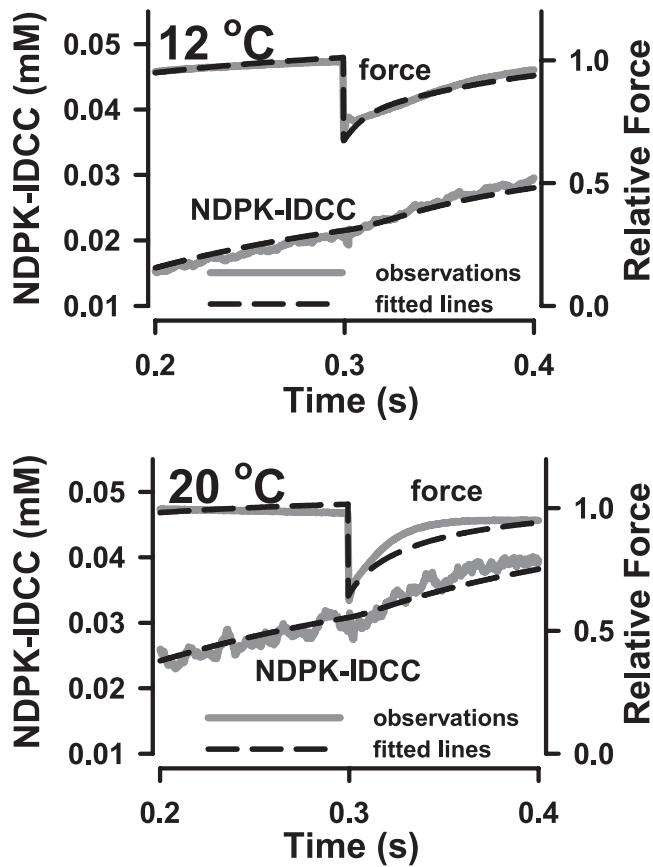 NDPK-IDCC (mM)
0.05
0.04
0.03
0.02
0.01
12 °C
force
NDPK-IDCC
observations
fitted lines
1.0
0.5
0.0
Relative Force
0.2
0.3
0.4
Time (s)
NDPK-IDCC (mM)
0.05
0.04
0.03
0.02
0.01
20 °C
force
NDPK-IDCC
observations
fitted lines
1.0
0.5
0.0
Relative Force
0.2
0.3
0.4
Time (s)